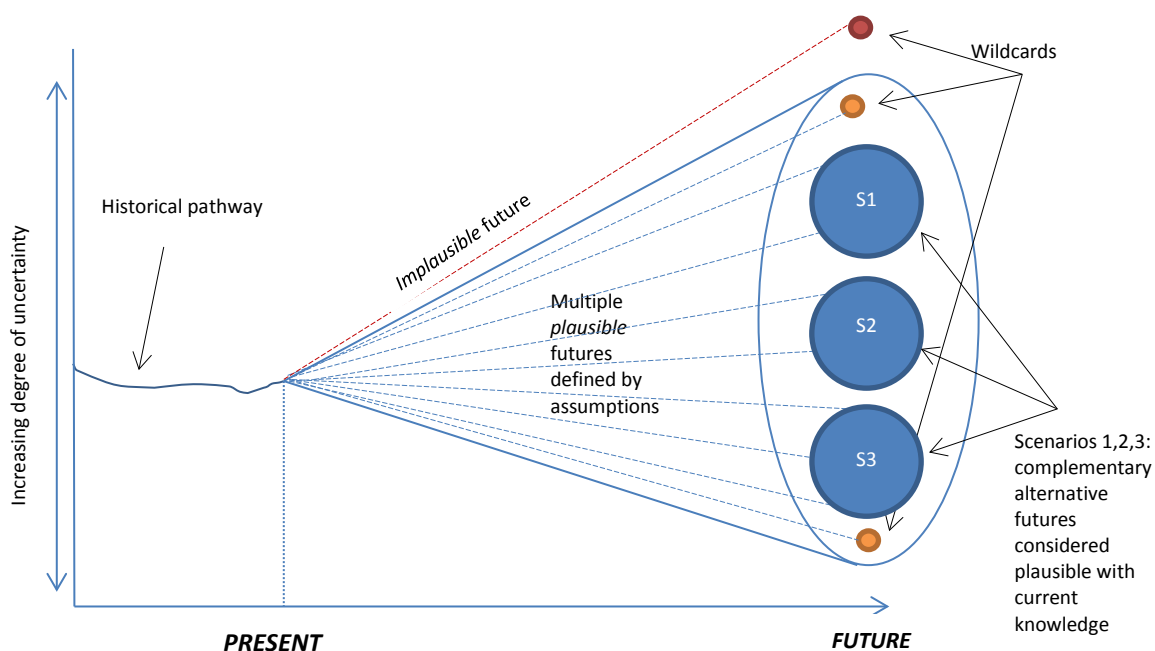 Wildcards
S1
Historical pathway
Implausible future
Increasing degree of uncertainty
Multiple
plausible
futures
defined by
assumptions
S2
S3
Scenarios 1,2,3:
complementary
alternative
futures
considered
plausible with
current
knowledge
PRESENT
FUTURE